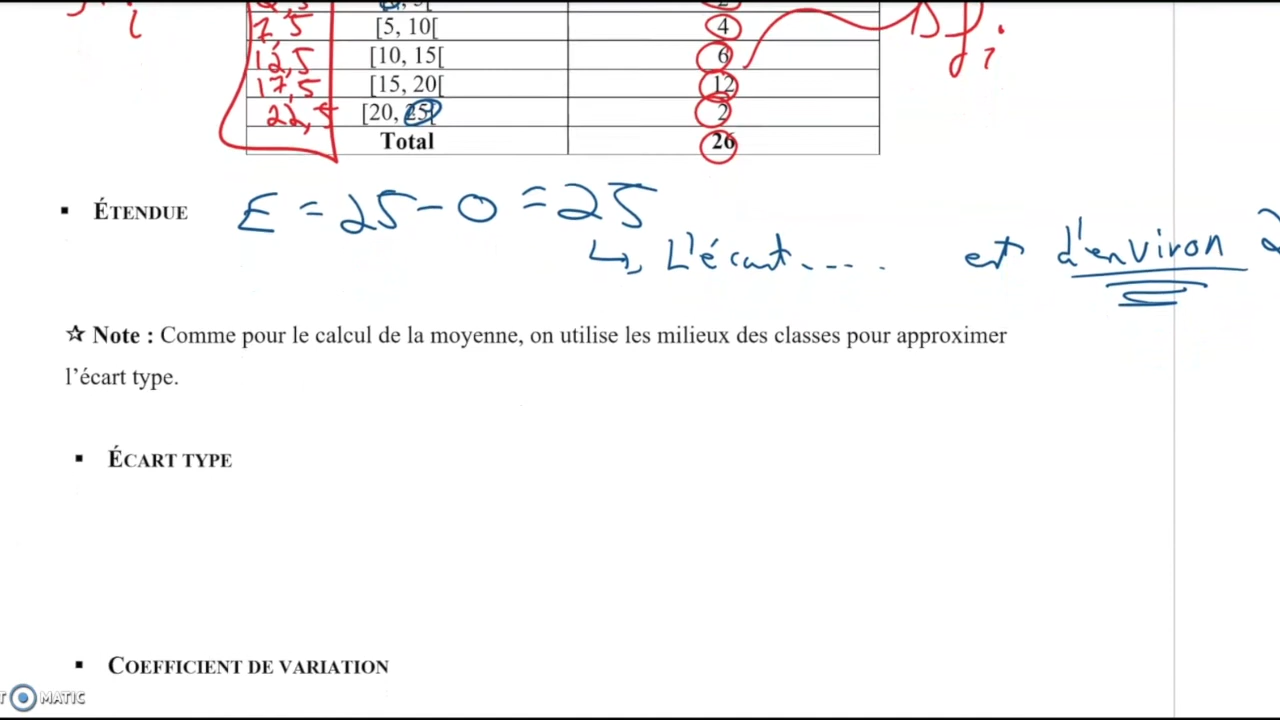 7,5 [5, 10[ 4
12,5 [10, 15[ 6
17,5 [15, 20[ 12
22,5 [20, 25[ 2
Total 26
fi
▪ ÉTENDUE E = 25 - 0 = 25
↳ L'écart.... est d'environ
☆ Note : Comme pour le calcul de la moyenne, on utilise les milieux des classes pour approximer
l'écart type.
▪ ÉCART TYPE
▪ COEFFICIENT DE VARIATION
MATIC